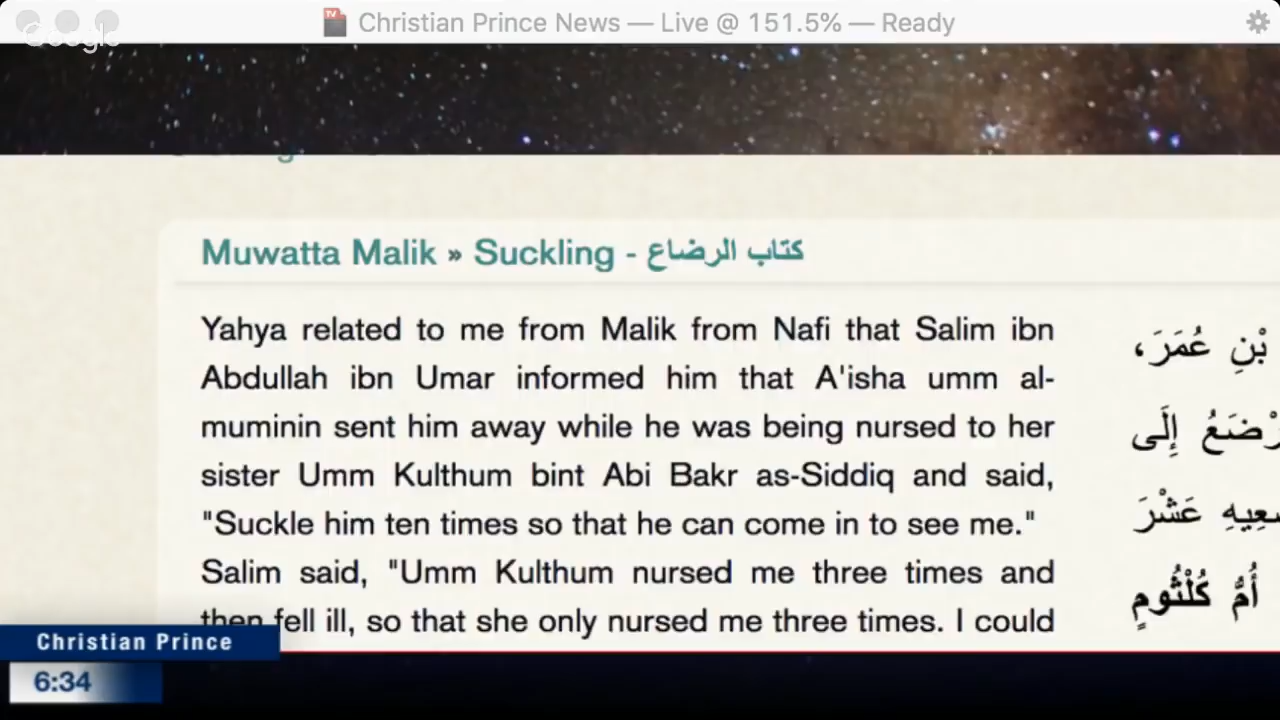 Christian Prince News — Live @ 151.5% — Ready
Google
Muwatta Malik » Suckling - كتاب الرضاع
Yahya related to me from Malik from Nafi that Salim ibn
Abdullah ibn Umar informed him that A'isha umm al-
muminin sent him away while he was being nursed to her
sister Umm Kulthum bint Abi Bakr as-Siddiq and said,
"Suckle him ten times so that he can come in to see me."
Salim said, "Umm Kulthum nursed me three times and
then fell ill, so that she only nursed me three times. I could
بْنِ عُمَرَ،
إِلَى
عَشْرَ
أُمُّ كُلْثُومٍ
Christian Prince
6:34